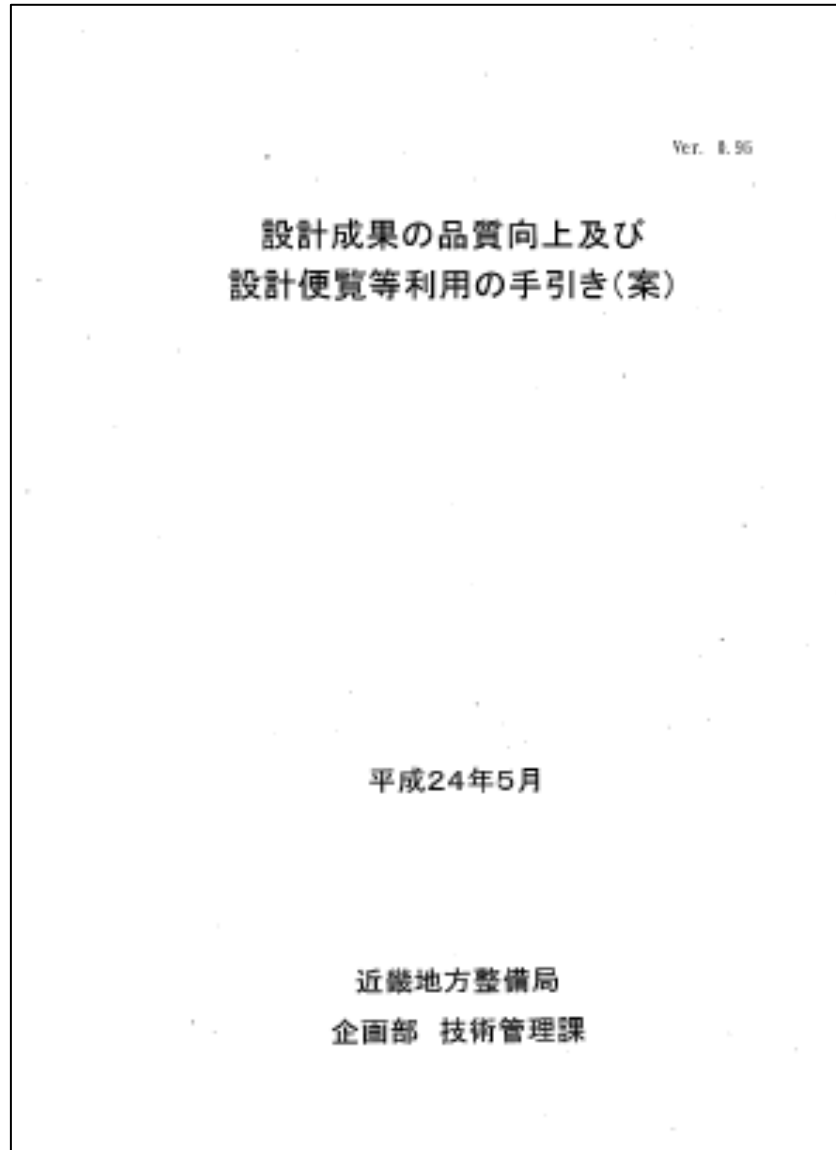 Ver. 0.96
設計成果の品質向上及び
設計便覧等利用の手引き(案)
平成24年5月
近畿地方整備局
企画部 技術管理課